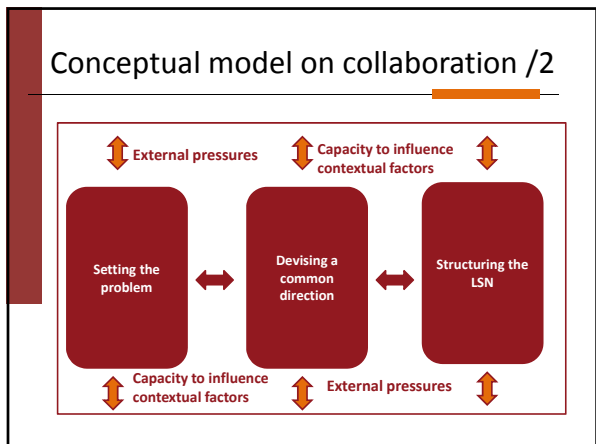 Conceptual model on collaboration /2
External pressures
Capacity to influence
contextual factors
Setting the
problem
Devising a
common
direction
Structuring the
LSN
Capacity to influence
contextual factors
External pressures